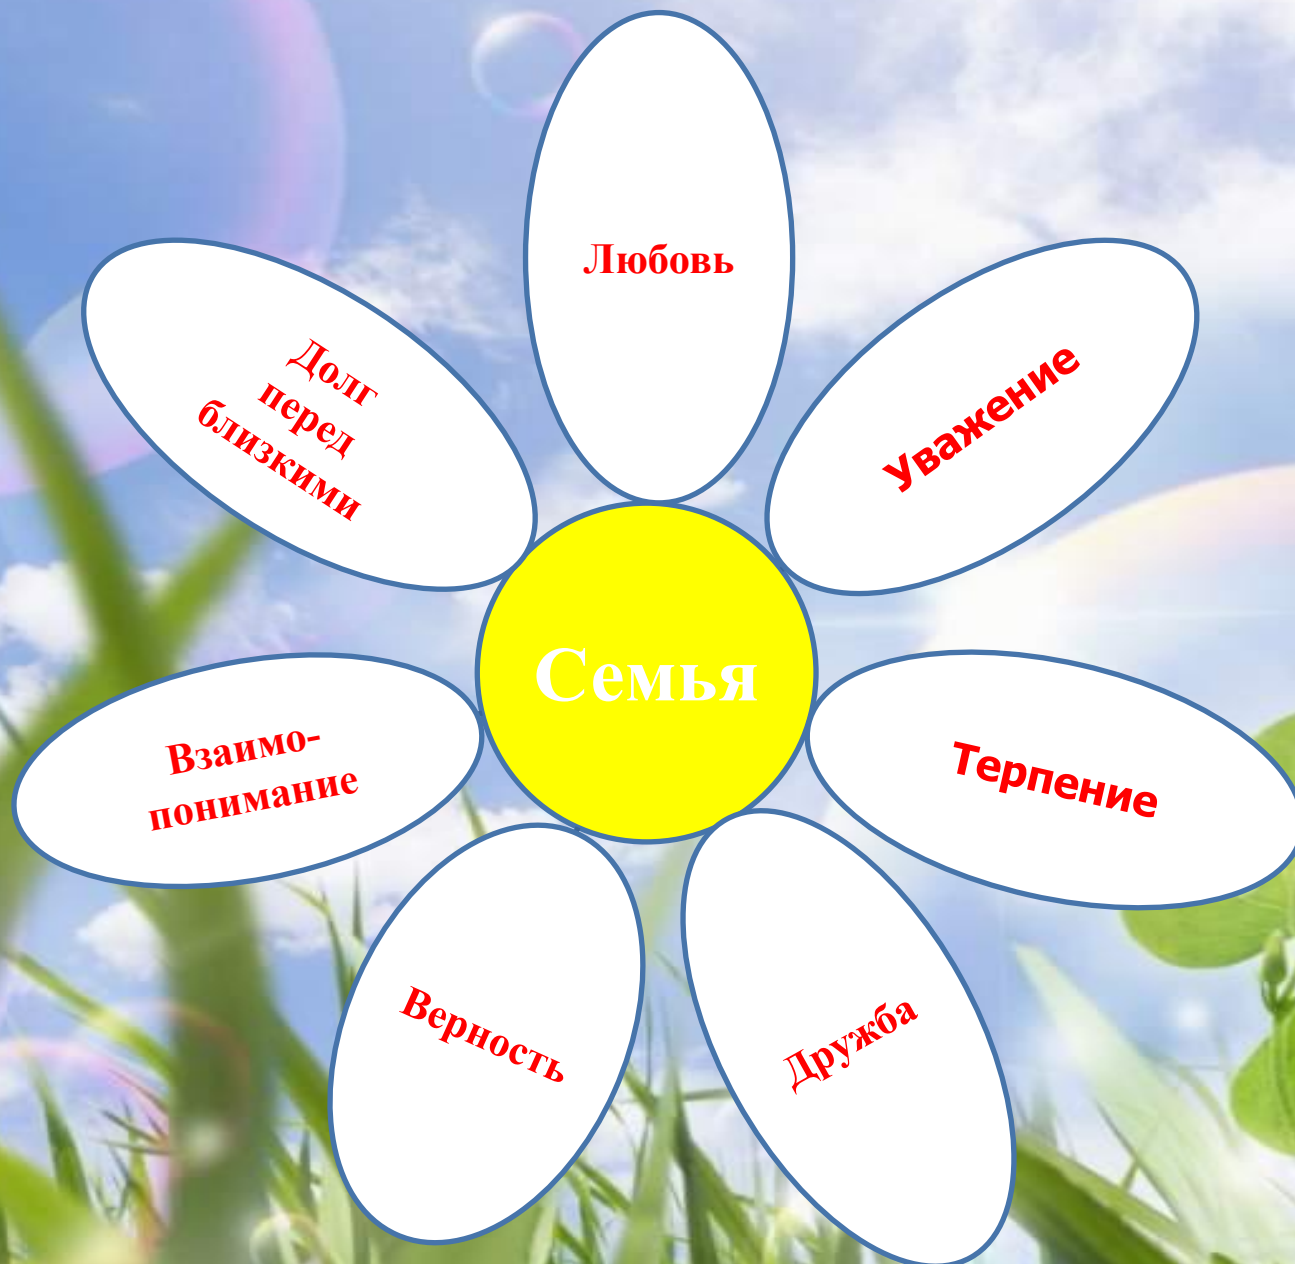 Любовь
Уважение
Терпение
Дружба
Верность
Взаимо-
понимание
Долг
перед
близкими
Семья